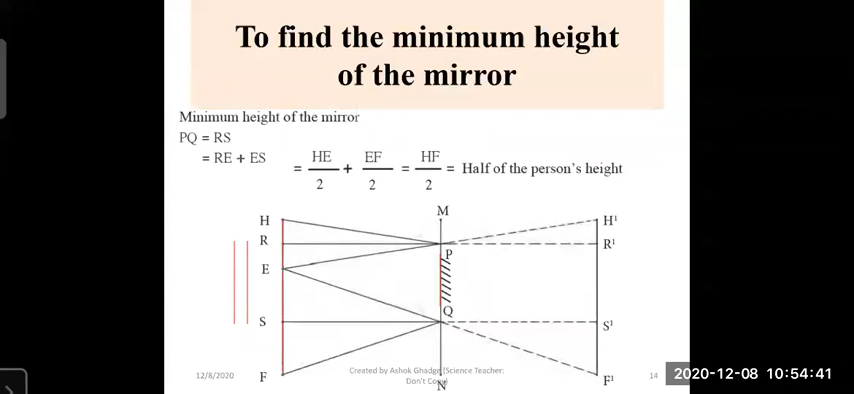 To find the minimum height
of the mirror
Minimum height of the mirror
PQ = RS
= RE + ES
= HE/2 + EF/2 = HF/2 = Half of the person's height
M
H
H¹
R
R¹
P
E
Q
S
S¹
F
N
F¹
12/8/2020
Created by Ashok Ghadge (Science Teacher:
Don't Copy)
14
2020-12-08 10:54:41